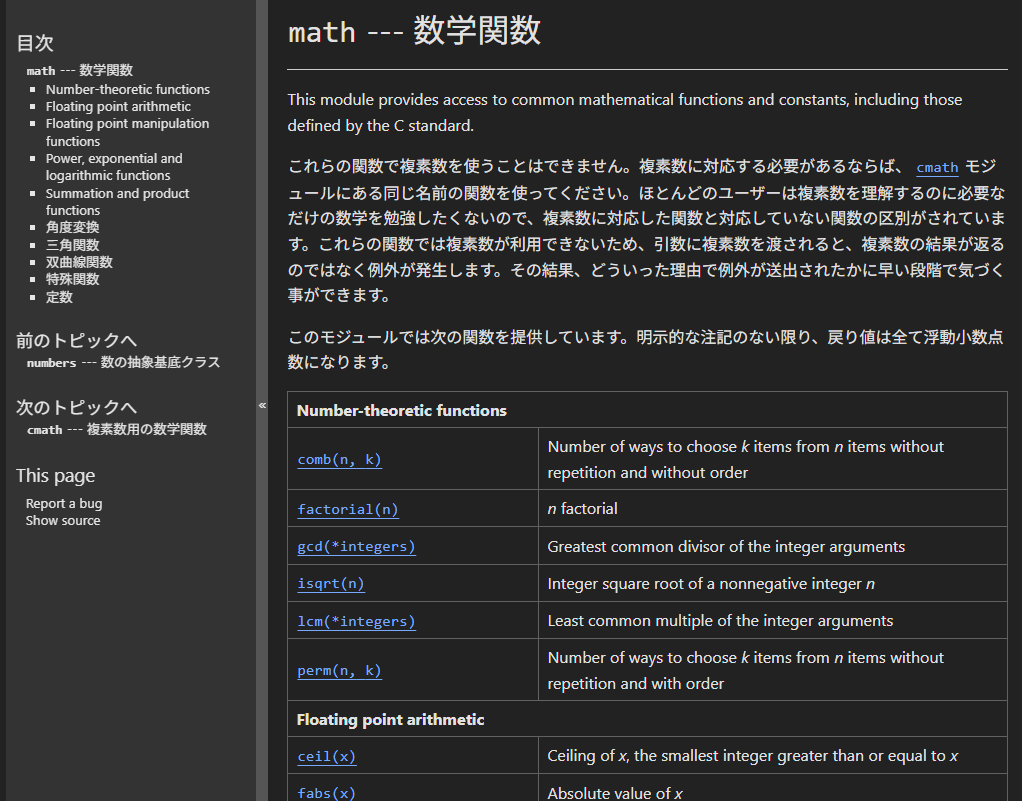 目次
math --- 数学関数
Number-theoretic functions
Floating point arithmetic
Floating point manipulation
functions
Power, exponential and
logarithmic functions
Summation and product
functions
角度変換
三角関数
双曲線関数
特殊関数
定数
前のトピックへ
numbers --- 数の抽象基底クラス
次のトピックへ
cmath --- 複素数用の数学関数
This page
Report a bug
Show source
«
math --- 数学関数
This module provides access to common mathematical functions and constants, including those
defined by the C standard.
これらの関数で複素数を使うことはできません。複素数に対応する必要があるならば、 cmath モジ
ュールにある同じ名前の関数を使ってください。ほとんどのユーザーは複素数を理解するのに必要な
だけの数学を勉強したくないので、複素数に対応した関数と対応していない関数の区別がされていま
す。これらの関数では複素数が利用できないため、引数に複素数を渡されると、複素数の結果が返る
のではなく例外が発生します。その結果、どういった理由で例外が送出されたかに早い段階で気づく
事ができます。
このモジュールでは次の関数を提供しています。明示的な注記のない限り、戻り値は全て浮動小数点
数になります。
Number-theoretic functions
comb(n, k)
Number of ways to choose k items from n items without
repetition and without order
factorial(n)
n factorial
gcd(*integers)
Greatest common divisor of the integer arguments
isqrt(n)
Integer square root of a nonnegative integer n
lcm(*integers)
Least common multiple of the integer arguments
perm(n, k)
Number of ways to choose k items from n items without
repetition and with order
Floating point arithmetic
ceil(x)
Ceiling of x, the smallest integer greater than or equal to x
fabs(x)
Absolute value of x